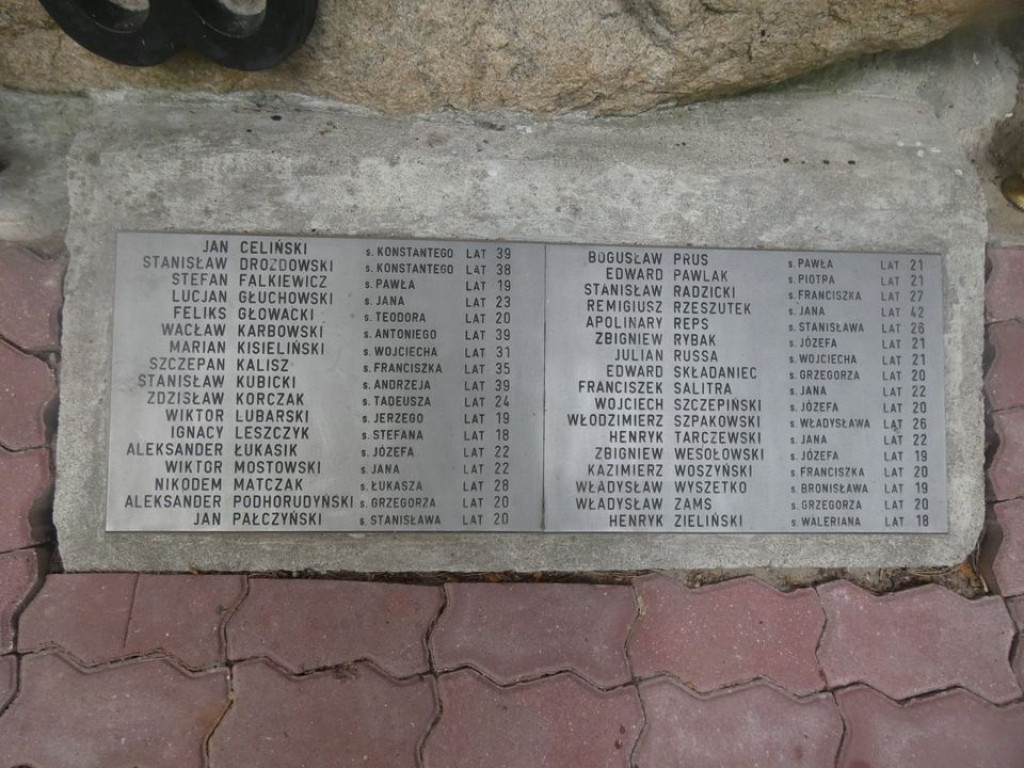 JAN CELIŃSKI s. KONSTANTEGO LAT 39
STANISŁAW DROZDOWSKI s. KONSTANTEGO LAT 38
STEFAN FALKIEWICZ s. PAWŁA LAT 19
LUCJAN GŁUCHOWSKI s. JANA LAT 23
FELIKS GŁOWACKI s. TEODORA LAT 20
WACŁAW KARBOWSKI s. ANTONIEGO LAT 39
MARIAN KISIELIŃSKI s. WOJCIECHA LAT 31
SZCZEPAN KALISZ s. FRANCISZKA LAT 35
STANISŁAW KUBICKI s. ANDRZEJA LAT 39
ZDZISŁAW KORCZAK s. TADEUSZA LAT 24
WIKTOR LUBARSKI s. JERZEGO LAT 19
IGNACY LESZCZYK s. STEFANA LAT 18
ALEKSANDER ŁUKASIK s. JÓZEFA LAT 22
WIKTOR MOSTOWSKI s. JANA LAT 22
NIKODEM MATCZAK s. ŁUKASZA LAT 28
ALEKSANDER PODHORUDYŃSKI s. GRZEGORZA LAT 20
JAN PAŁCZYŃSKI s. STANISŁAWA LAT 20
BOGUSŁAW PRUS s. PAWŁA LAT 21
EDWARD PAWLAK s. PIOTPA LAT 21
STANISŁAW RADZICKI s. FRANCISZKA LAT 27
REMIGIUSZ RZESZUTEK s. JANA LAT 42
APOLINARY REPS s. STANISŁAWA LAT 26
ZBIGNIEW RYBAK s. JÓZEFA LAT 21
JULIAN RUSSA s. WOJCIECHA LAT 21
EDWARD SKŁADANIEC s. GRZEGORZA LAT 20
FRANCISZEK SALITRA s. JANA LAT 22
WOJCIECH SZCZEPIŃSKI s. JÓZEFA LAT 20
WŁODZIMIERZ SZPAKOWSKI s. WŁADYSŁAWA LAT 26
HENRYK TARCZEWSKI s. JANA LAT 22
ZBIGNIEW WESOŁOWSKI s. JÓZEFA LAT 19
KAZIMIERZ WOSZYŃSKI s. FRANCISZKA LAT 20
WŁADYSŁAW WYSZETKO s. BRONISŁAWA LAT 19
WŁADYSŁAW ZAMS s. GRZEGORZA LAT 20
HENRYK ZIELIŃSKI s. WALERIANA LAT 18